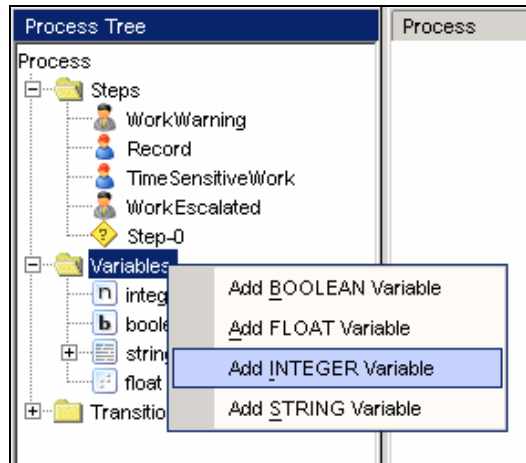 Process Tree
Process
Process
Steps
WorkWarning
Record
TimeSensitiveWork
WorkEscalated
Step-0
Variables
integ
boole
string
float
Transitio
Add BOOLEAN Variable
Add FLOAT Variable
Add INTEGER Variable
Add STRING Variable